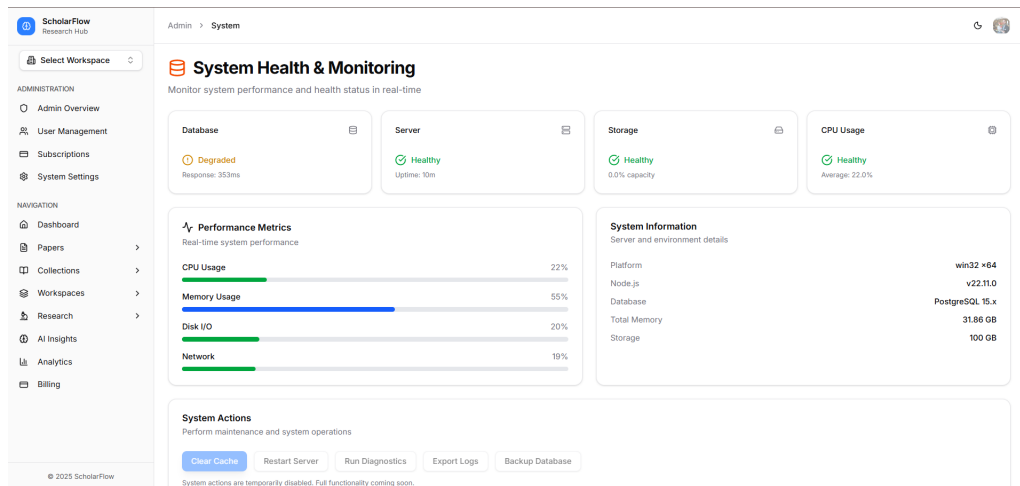 ScholarFlow
Research Hub
Select Workspace
ADMINISTRATION
Admin Overview
User Management
Subscriptions
System Settings
NAVIGATION
Dashboard
Papers
Collections
Workspaces
Research
AI Insights
Analytics
Billing
© 2025 ScholarFlow
Admin > System
System Health & Monitoring
Monitor system performance and health status in real-time
Database
Degraded
Response: 353ms
Server
Healthy
Uptime: 10m
Storage
Healthy
0.0% capacity
CPU Usage
Healthy
Average: 22.0%
Performance Metrics
Real-time system performance
CPU Usage 22%
Memory Usage 55%
Disk I/O 20%
Network 19%
System Information
Server and environment details
Platform win32 ×64
Node.js v22.11.0
Database PostgreSQL 15.x
Total Memory 31.86 GB
Storage 100 GB
System Actions
Perform maintenance and system operations
Clear Cache Restart Server Run Diagnostics Export Logs Backup Database
System actions are temporarily disabled. Full functionality coming soon.